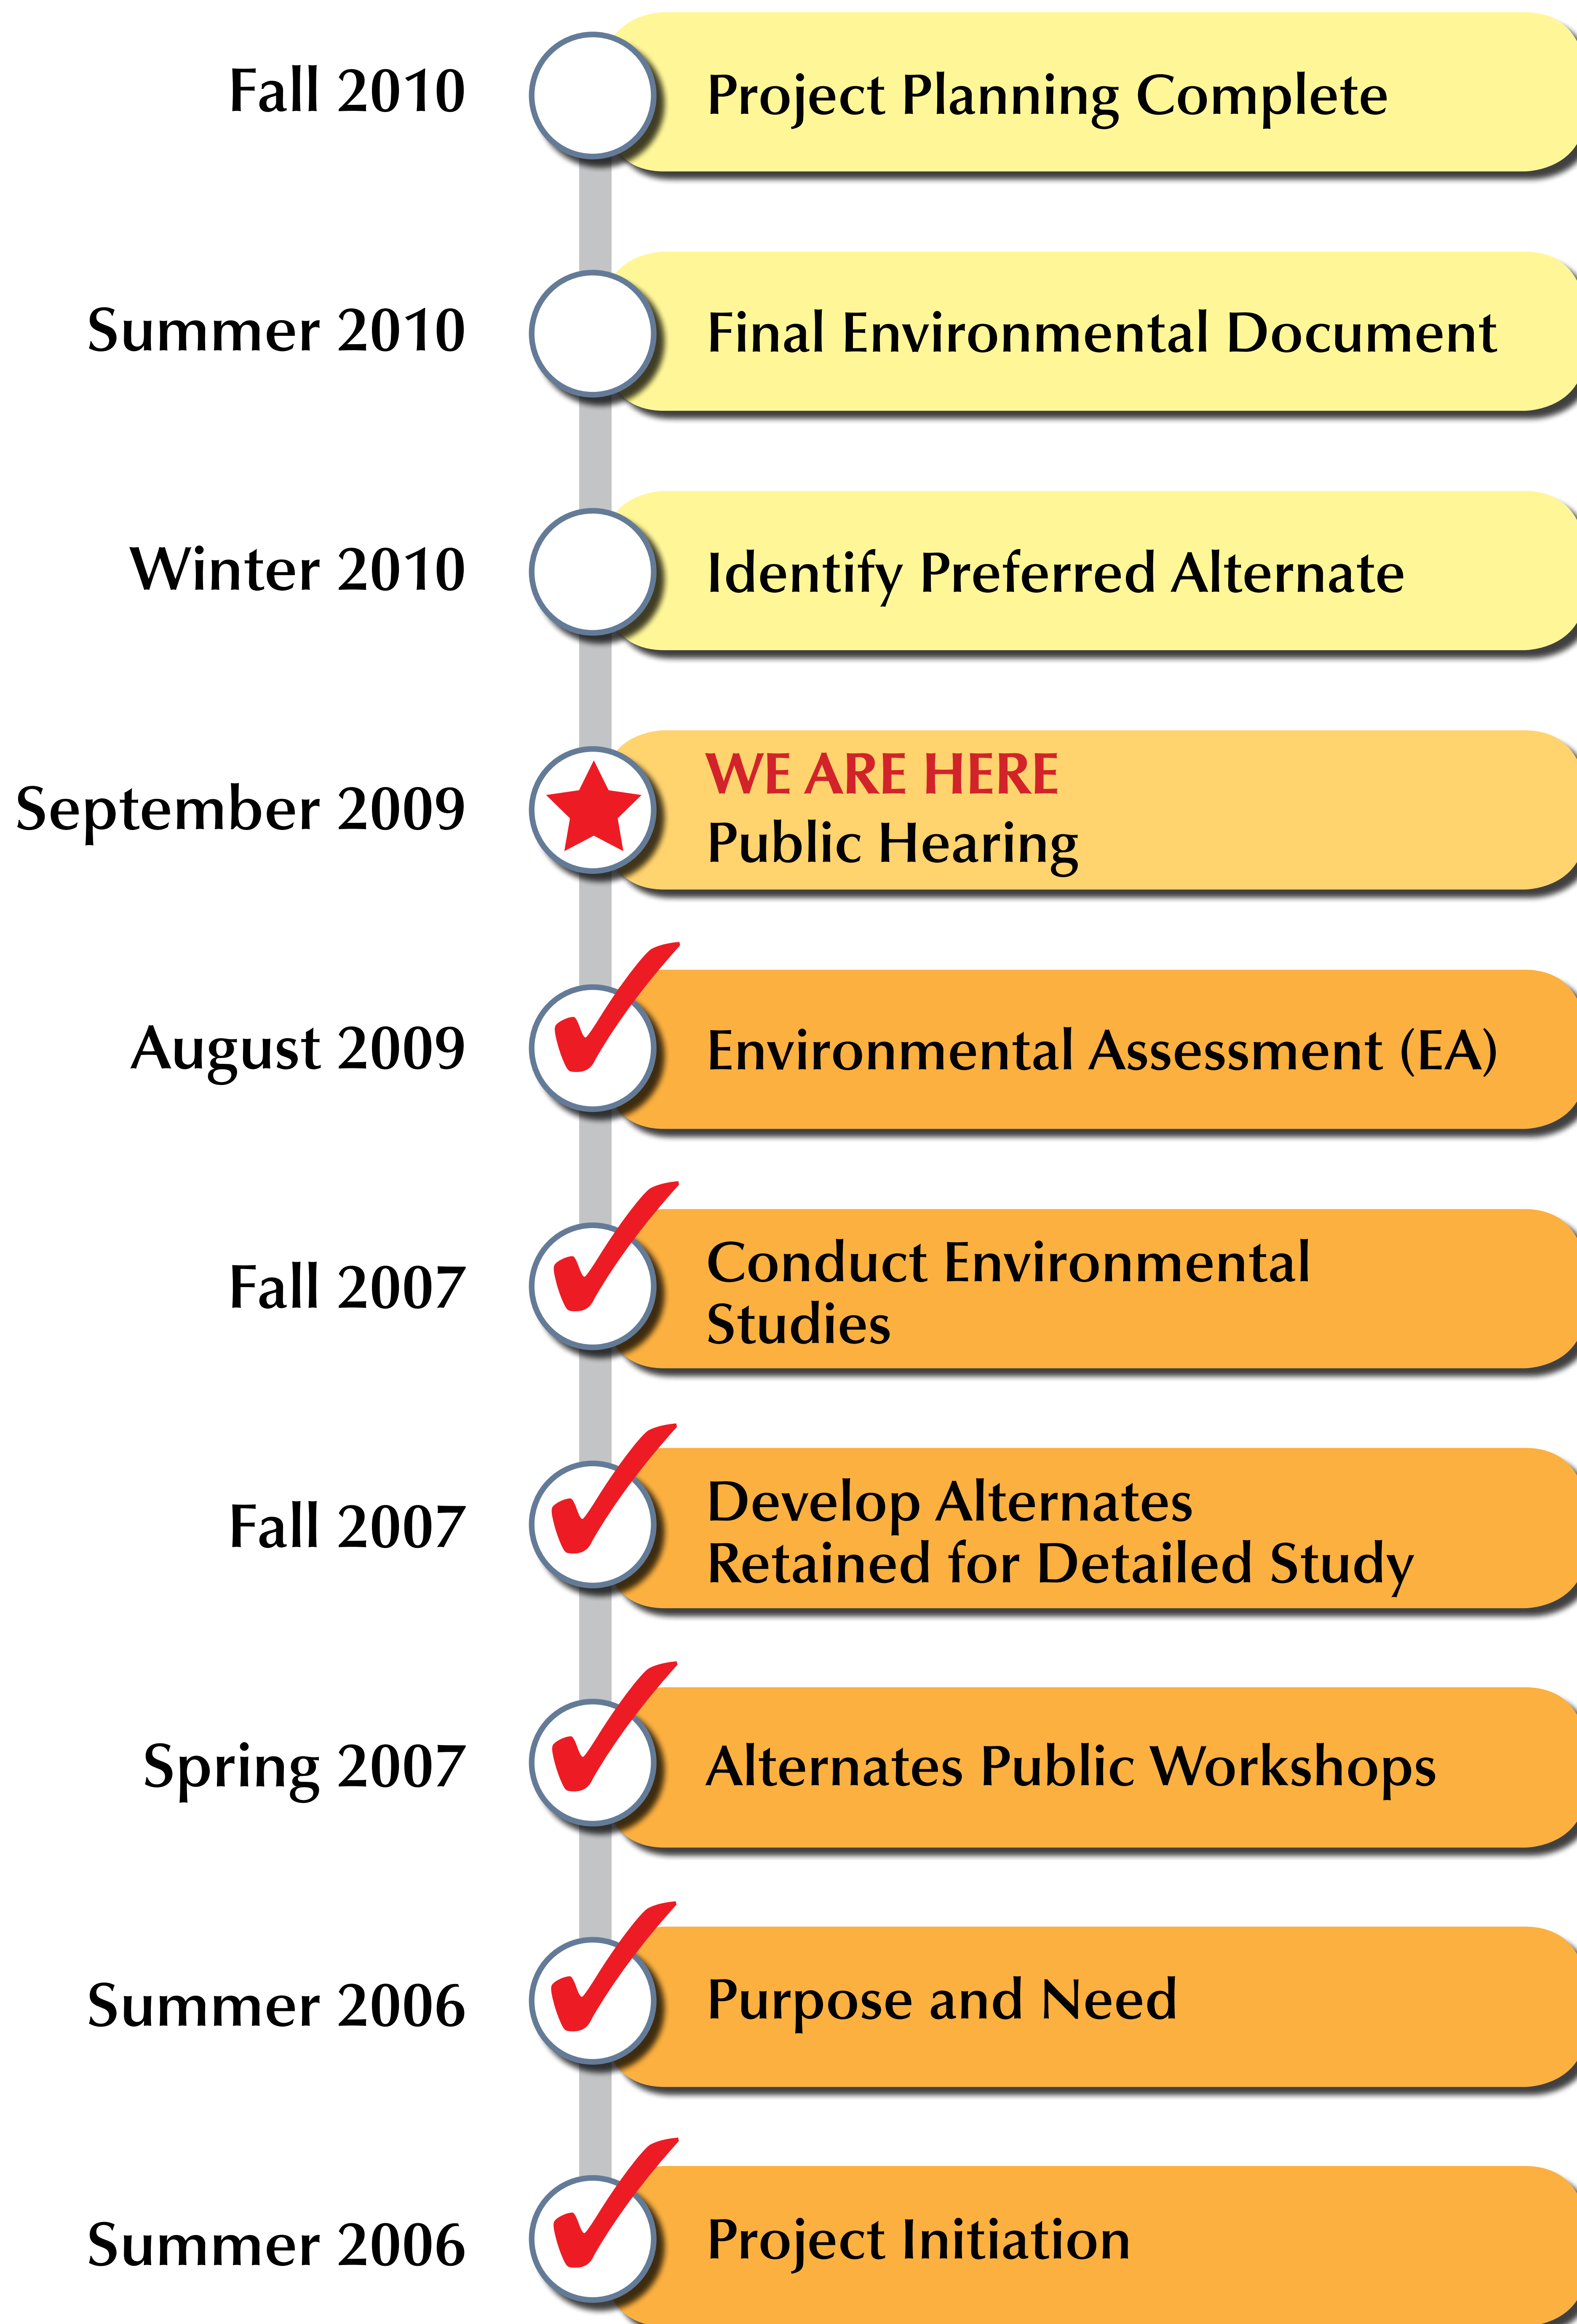 Fall 2010
Project Planning Complete
Summer 2010
Final Environmental Document
Winter 2010
Identify Preferred Alternate
September 2009
WE ARE HERE
Public Hearing
August 2009
Environmental Assessment (EA)
Fall 2007
Conduct Environmental
Studies
Fall 2007
Develop Alternates
Retained for Detailed Study
Spring 2007
Alternates Public Workshops
Summer 2006
Purpose and Need
Summer 2006
Project Initiation